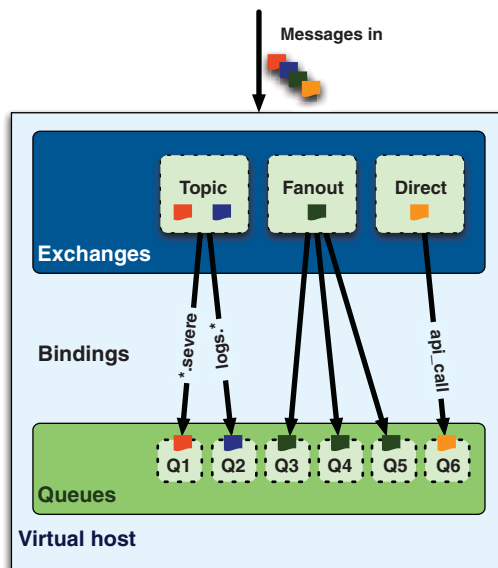 Messages in
Topic
Fanout
Direct
Exchanges
*.severe
logs.*
api_call
Bindings
Q1
Q2
Q3
Q4
Q5
Q6
Queues
Virtual host